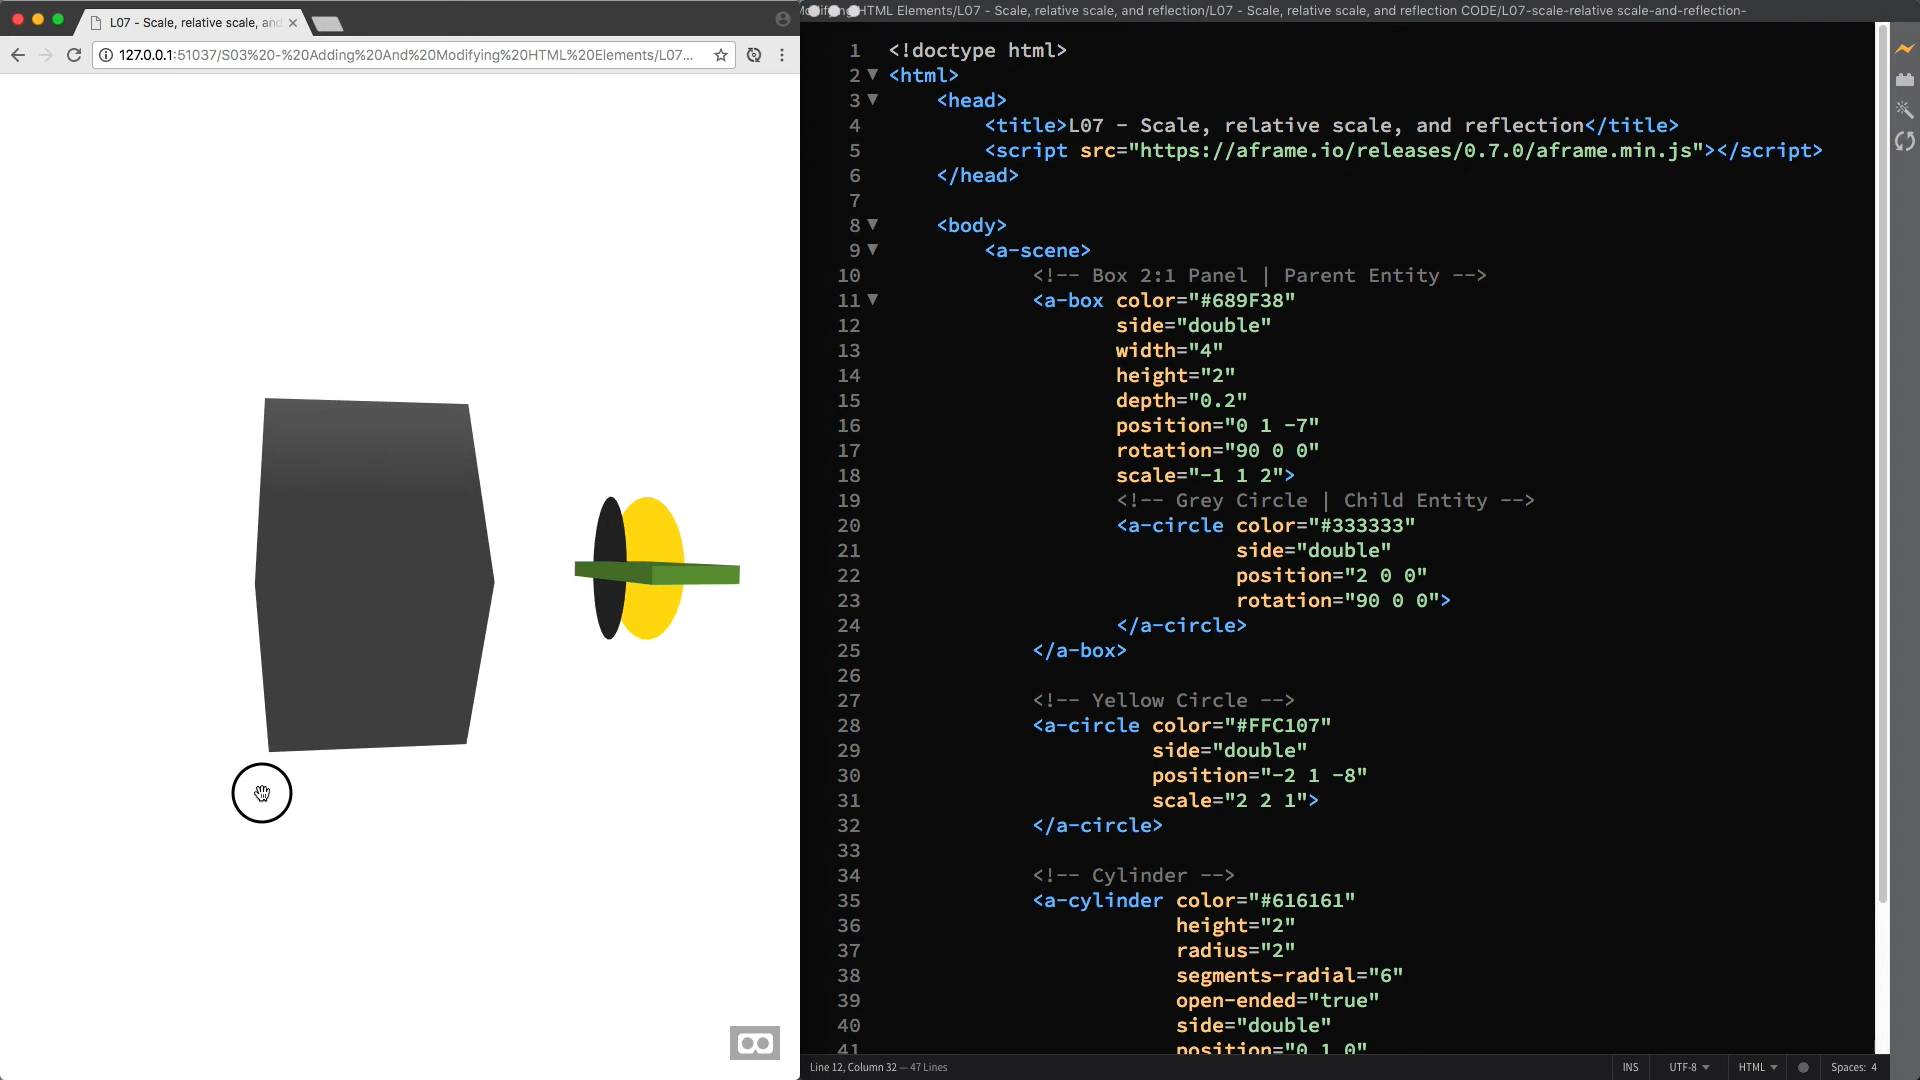 L07 - Scale, relative scale, and
127.0.0.1:51037/S03%20-%20Adding%20And%20Modifying%20HTML%20Elements/L07...
HTML Elements/L07 - Scale, relative scale, and reflection/L07 - Scale, relative scale, and reflection CODE/L07-scale-relative scale-and-reflection-
1 <!doctype html>
2 <html>
3 <head>
4 <title>L07 - Scale, relative scale, and reflection</title>
5 <script src="https://aframe.io/releases/0.7.0/aframe.min.js"></script>
6 </head>
7
8 <body>
9 <a-scene>
10 <!-- Box 2:1 Panel | Parent Entity -->
11 <a-box color="#689F38"
12 side="double"
13 width="4"
14 height="2"
15 depth="0.2"
16 position="0 1 -7"
17 rotation="90 0 0"
18 scale="-1 1 2">
19 <!-- Grey Circle | Child Entity -->
20 <a-circle color="#333333"
21 side="double"
22 position="2 0 0"
23 rotation="90 0 0">
24 </a-circle>
25 </a-box>
26
27 <!-- Yellow Circle -->
28 <a-circle color="#FFC107"
29 side="double"
30 position="-2 1 -8"
31 scale="2 2 1">
32 </a-circle>
33
34 <!-- Cylinder -->
35 <a-cylinder color="#616161"
36 height="2"
37 radius="2"
38 segments-radial="6"
39 open-ended="true"
40 side="double"
41 position="0 1 0"
Line 12, Column 32 — 47 Lines
INS UTF-8 HTML Spaces: 4